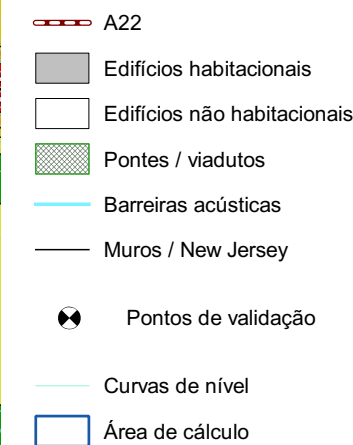 A22
Edifícios habitacionais
Edifícios não habitacionais
Pontes / viadutos
Barreiras acústicas
Muros / New Jersey
Pontos de validação
Curvas de nível
Área de cálculo